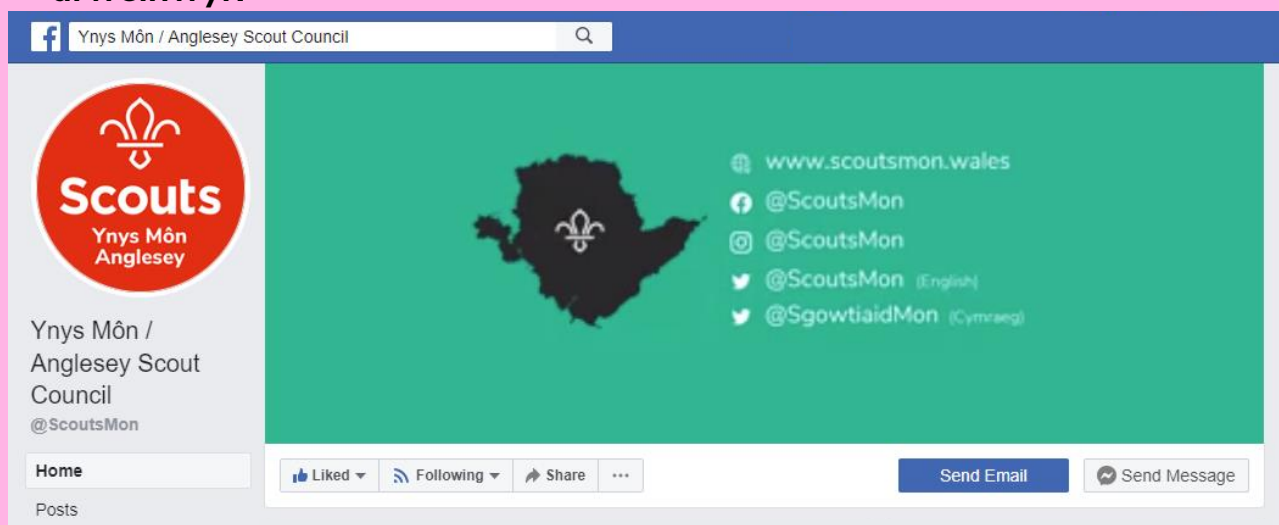 Ynys Môn / Anglesey Scout Council
Scouts
Ynys Môn
Anglesey
www.scoutsmon.wales
@ScoutsMon
@ScoutsMon
@ScoutsMon (English)
@SgowtiaidMon (Cymraeg)
Ynys Môn /
Anglesey Scout
Council
@ScoutsMon
Home
Posts
Liked
Following
Share
...
Send Email
Send Message